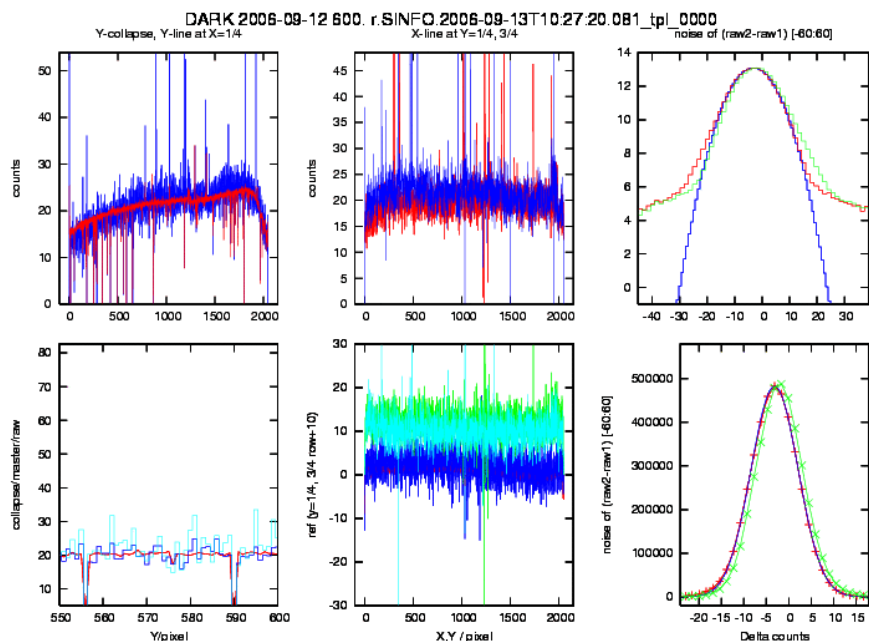 DARK 2006-09-12 600. r.SINFO.2006-09-13T10:27:20.081_tpl_0000
Y-collapse, Y-line at X=1/4
X-line at Y=1/4, 3/4
noise of (raw2-raw1) [-60:60]
counts
50
40
30
20
10
0
0 500 1000 1500 2000
counts
50
45
40
35
30
25
20
15
10
5
0
0 500 1000 1500 2000
14
12
10
8
6
4
2
0
-40 -30 -20 -10 0 10 20 30
collapse/master/raw
80
70
60
50
40
30
20
10
550 560 570 580 590 600
Y/pixel
ref (y=1/4, 3/4 row+-10)
30
20
10
0
-10
-20
-30
0 500 1000 1500 2000
X,Y / pixel
noise of (raw2-raw1) [-60:60]
500000
400000
300000
200000
100000
0
-20 -15 -10 -5 0 5 10 15
Delta counts